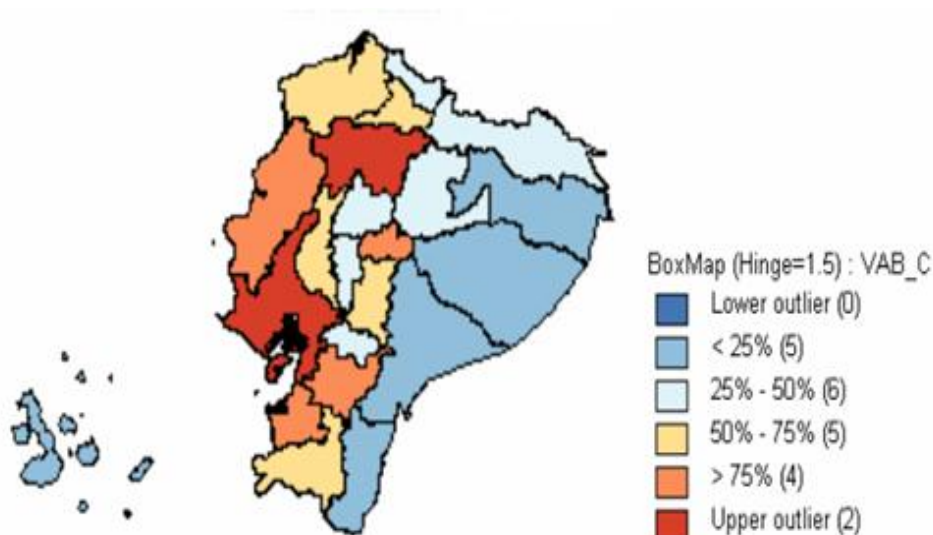 BoxMap (Hinge=1.5) : VAB_C
Lower outlier (0)
< 25% (5)
25% - 50% (6)
50% - 75% (5)
> 75% (4)
Upper outlier (2)